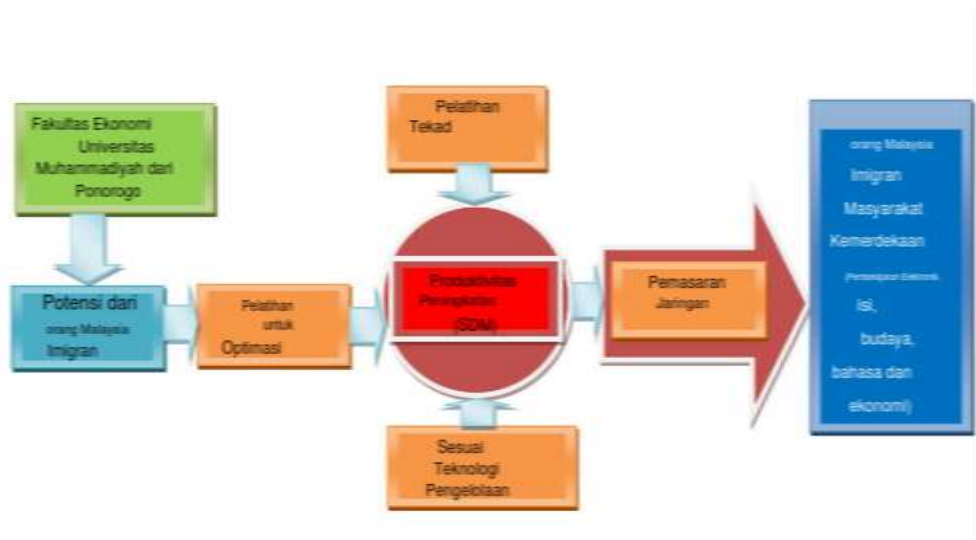 Fakultas Ekonomi
Universitas
Muhammadiyah dari
Ponorogo
Pelatihan
Tekad
Potensi dari
orang Malaysia
Imigran
Pelatihan
untuk
Optimasi
Produktivitas
Peningkatan
(SDM)
Pemasaran
Jaringan
Sesuai
Teknologi
Pengelolaan
orang Malaysia
Imigran
Masyarakat
Kemerdekaan
isi,
budaya,
bahasa dan
ekonomi)